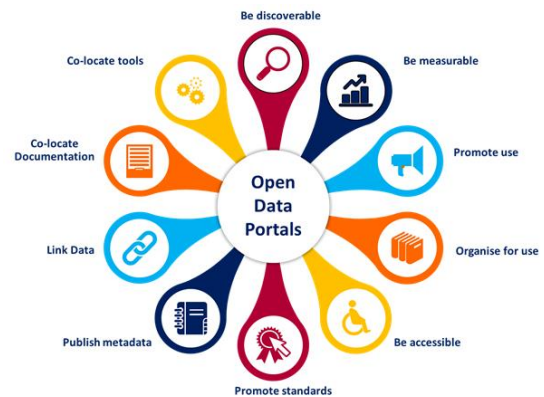 Be discoverable
Be measurable
Promote use
Organise for use
Be accessible
Promote standards
Publish metadata
Link Data
Co-locate
Documentation
Co-locate tools
Open
Data
Portals